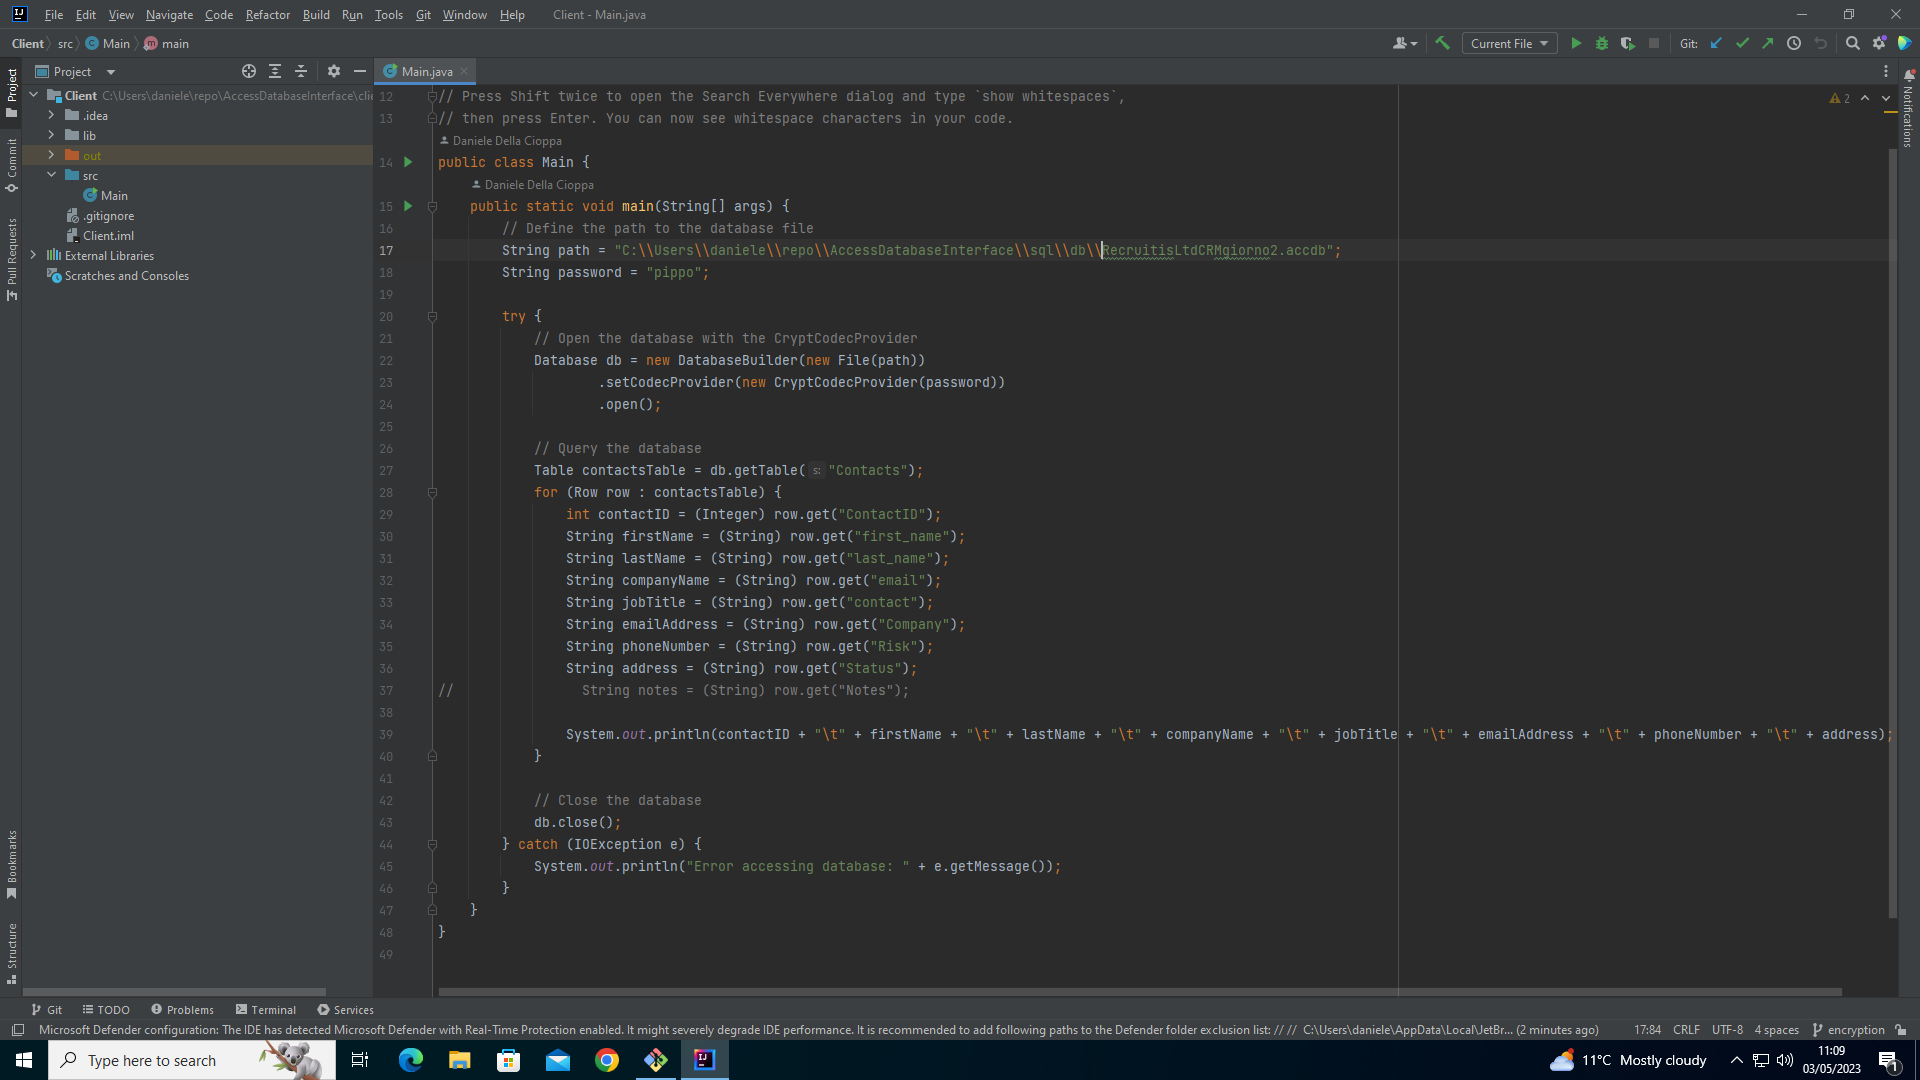 File Edit View Navigate Code Refactor Build Run Tools Git Window Help Client - Main.java
Client src Main main
Current File Git:
Project
Main.java
Client C:\Users\daniele\repo\AccessDatabaseInterface\clie
.idea
lib
out
src
Main
.gitignore
Client.iml
External Libraries
Scratches and Consoles
Project
Commit
Pull Requests
Bookmarks
Structure
Notifications
2
12 // Press Shift twice to open the Search Everywhere dialog and type `show whitespaces`,
13 // then press Enter. You can now see whitespace characters in your code.
Daniele Della Cioppa
14 public class Main {
Daniele Della Cioppa
15 public static void main(String[] args) {
16 // Define the path to the database file
17 String path = "C:\\Users\\daniele\\repo\\AccessDatabaseInterface\\sql\\db\\RecruitisLtdCRMgiorno2.accdb";
18 String password = "pippo";
19
20 try {
21 // Open the database with the CryptCodecProvider
22 Database db = new DatabaseBuilder(new File(path))
23 .setCodecProvider(new CryptCodecProvider(password))
24 .open();
25
26 // Query the database
27 Table contactsTable = db.getTable( s: "Contacts");
28 for (Row row : contactsTable) {
29 int contactID = (Integer) row.get("ContactID");
30 String firstName = (String) row.get("first_name");
31 String lastName = (String) row.get("last_name");
32 String companyName = (String) row.get("email");
33 String jobTitle = (String) row.get("contact");
34 String emailAddress = (String) row.get("Company");
35 String phoneNumber = (String) row.get("Risk");
36 String address = (String) row.get("Status");
37 // String notes = (String) row.get("Notes");
38
39 System.out.println(contactID + "\t" + firstName + "\t" + lastName + "\t" + companyName + "\t" + jobTitle + "\t" + emailAddress + "\t" + phoneNumber + "\t" + address);
40 }
41
42 // Close the database
43 db.close();
44 } catch (IOException e) {
45 System.out.println("Error accessing database: " + e.getMessage());
46 }
47 }
48 }
49
Git TODO Problems Terminal Services
Microsoft Defender configuration: The IDE has detected Microsoft Defender with Real-Time Protection enabled. It might severely degrade IDE performance. It is recommended to add following paths to the Defender folder exclusion list: // // C:\Users\daniele\AppData\Local\JetBr... (2 minutes ago) 17:84 CRLF UTF-8 4 spaces encryption
Type here to search
11°C Mostly cloudy
11:09
03/05/2023
1